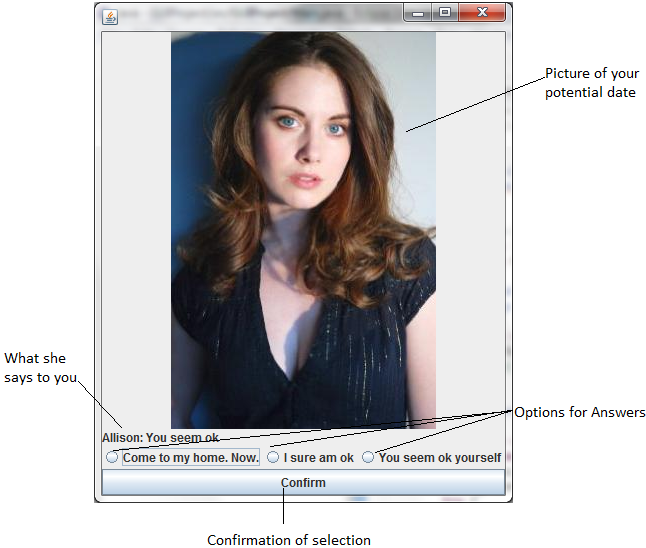 Picture of your
potential date
What she
says to you
Allison: You seem ok
Options for Answers
Come to my home. Now. I sure am ok You seem ok yourself
Confirm
Confirmation of selection